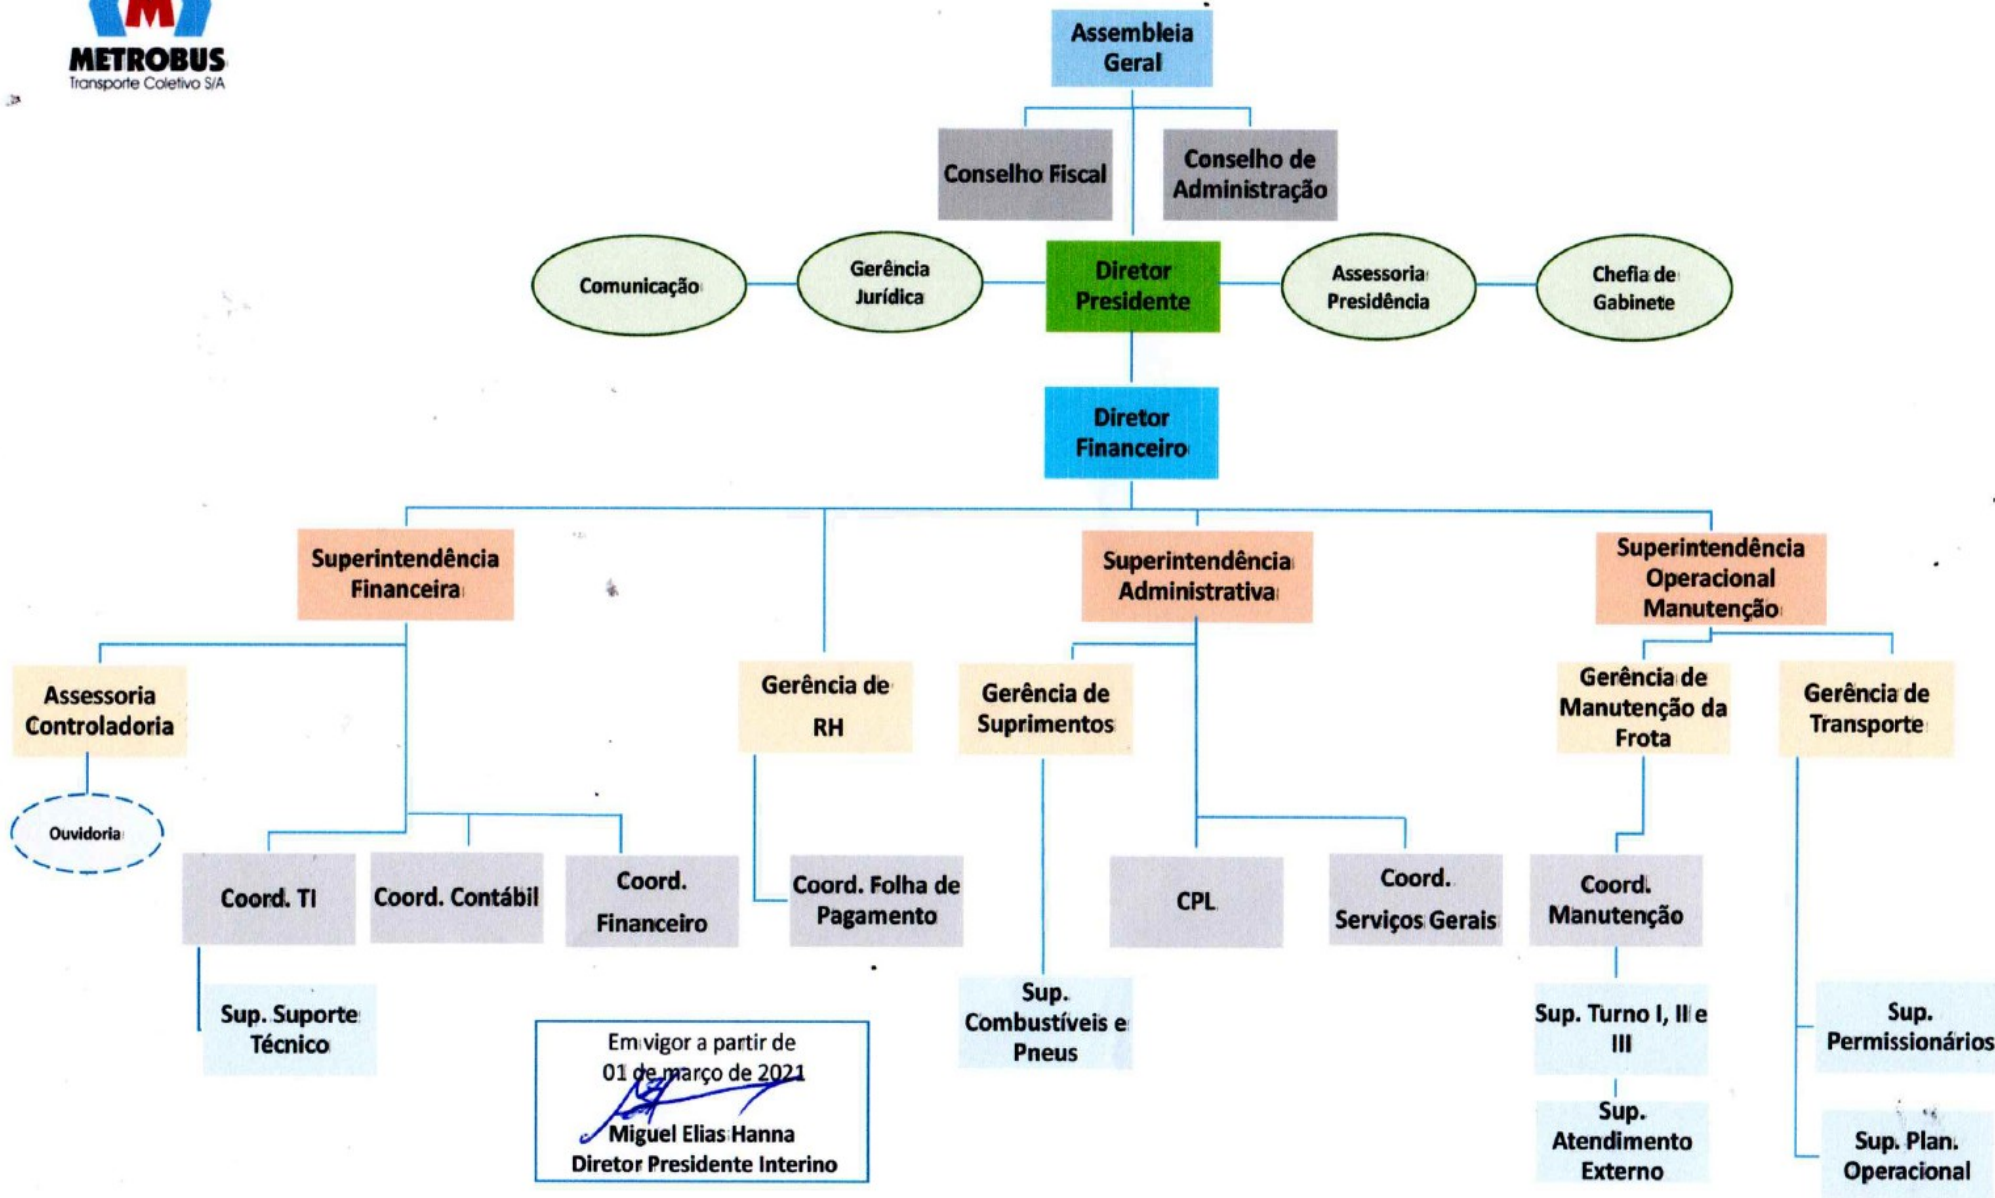 M
METROBUS
Transporte Coletivo S/A
Assembleia
Geral
Conselho Fiscal
Conselho de
Administração
Comunicação
Gerência
Jurídica
Diretor
Presidente
Assessoria
Presidência
Chefia de
Gabinete
Diretor
Financeiro
Superintendência
Financeira
Superintendência
Administrativa
Superintendência
Operacional
Manutenção
Assessoria
Controladoria
Gerência de
RH
Gerência de
Suprimentos
Gerência de
Manutenção da
Frota
Gerência de
Transporte
Ouvidoria
Coord. TI
Coord. Contábil
Coord.
Financeiro
Coord. Folha de
Pagamento
CPL
Coord.
Serviços Gerais
Coord.
Manutenção
Sup. Suporte
Técnico
Sup.
Combustíveis e
Pneus
Sup. Turno I, II e
III
Sup.
Permissionários
Sup.
Atendimento
Externo
Sup. Plan.
Operacional
Em vigor a partir de
01 de março de 2021
Miguel Elias Hanna
Diretor Presidente Interino